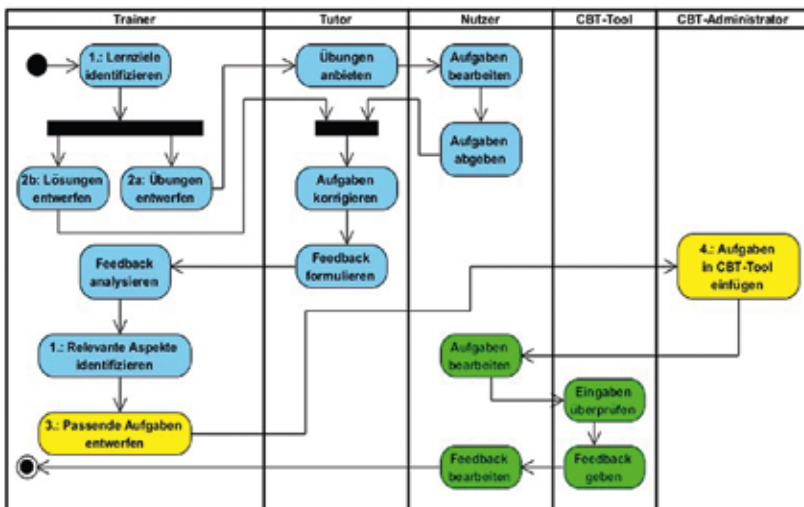 Trainer
Tutor
Nutzer
CBT-Tool
CBT-Administrator
1.: Lernziele
identifizieren
Übungen
anbieten
Aufgaben
bearbeiten
2b: Lösungen
entwerfen
2a: Übungen
entwerfen
Aufgaben
korrigieren
Aufgaben
abgeben
Feedback
analysieren
Feedback
formulieren
4.: Aufgaben
in CBT-Tool
einfügen
1.: Relevante Aspekte
identifizieren
Aufgaben
bearbeiten
3.: Passende Aufgaben
entwerfen
Eingaben
überprüfen
Feedback
bearbeiten
Feedback
geben